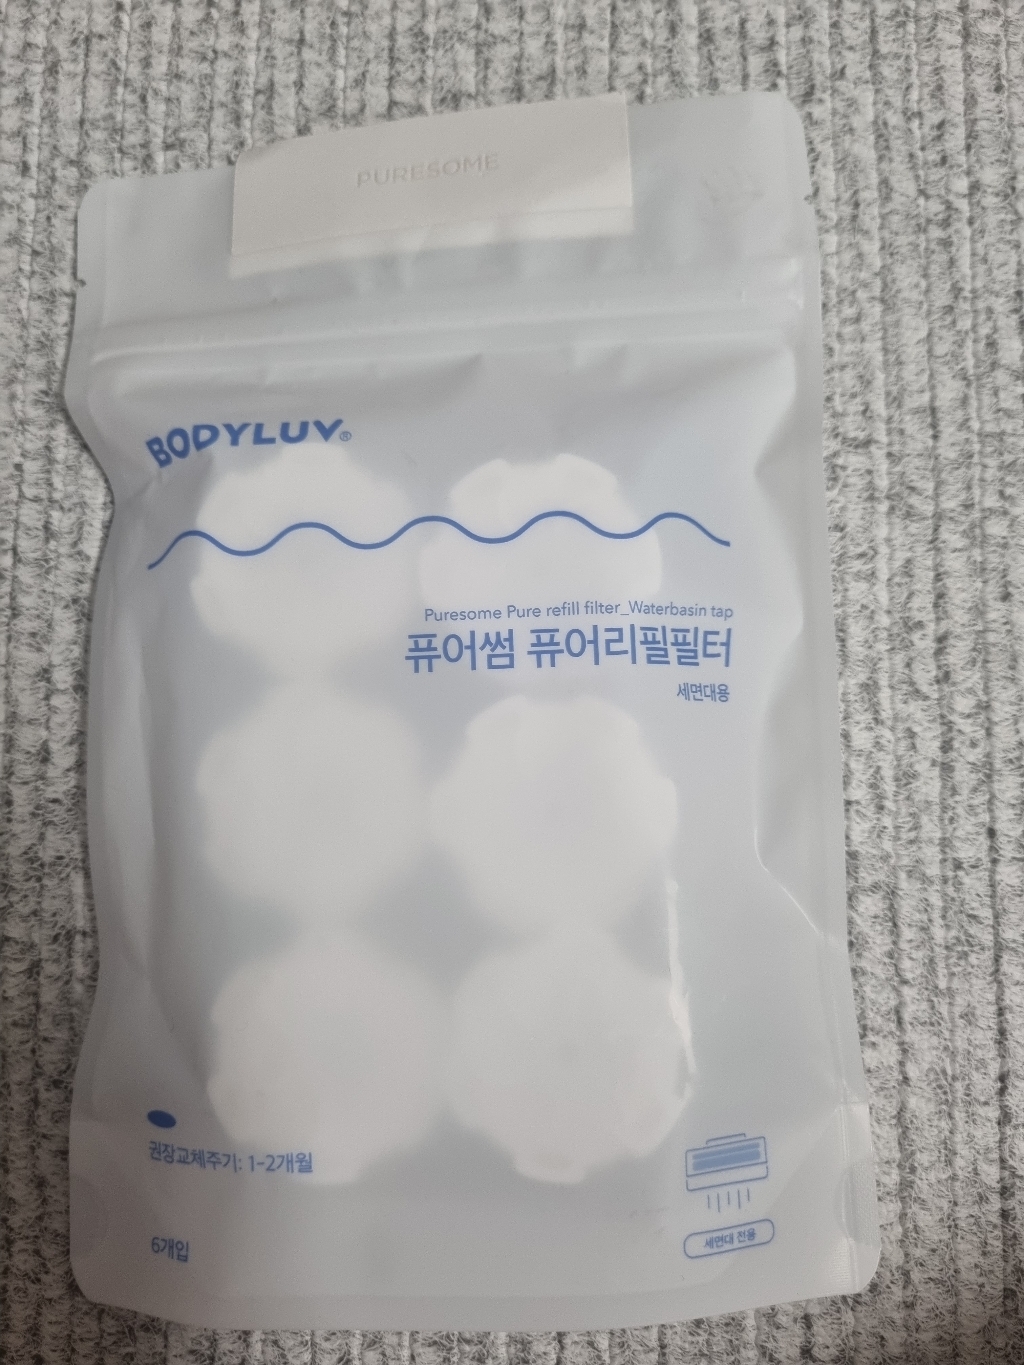 PURESOME
BODYLUV®
Puresome Pure refill filter_Waterbasin tap
퓨어썸 퓨어리필필터
세면대용
권장교체주기: 1-2개월
6개입
세면대 전용